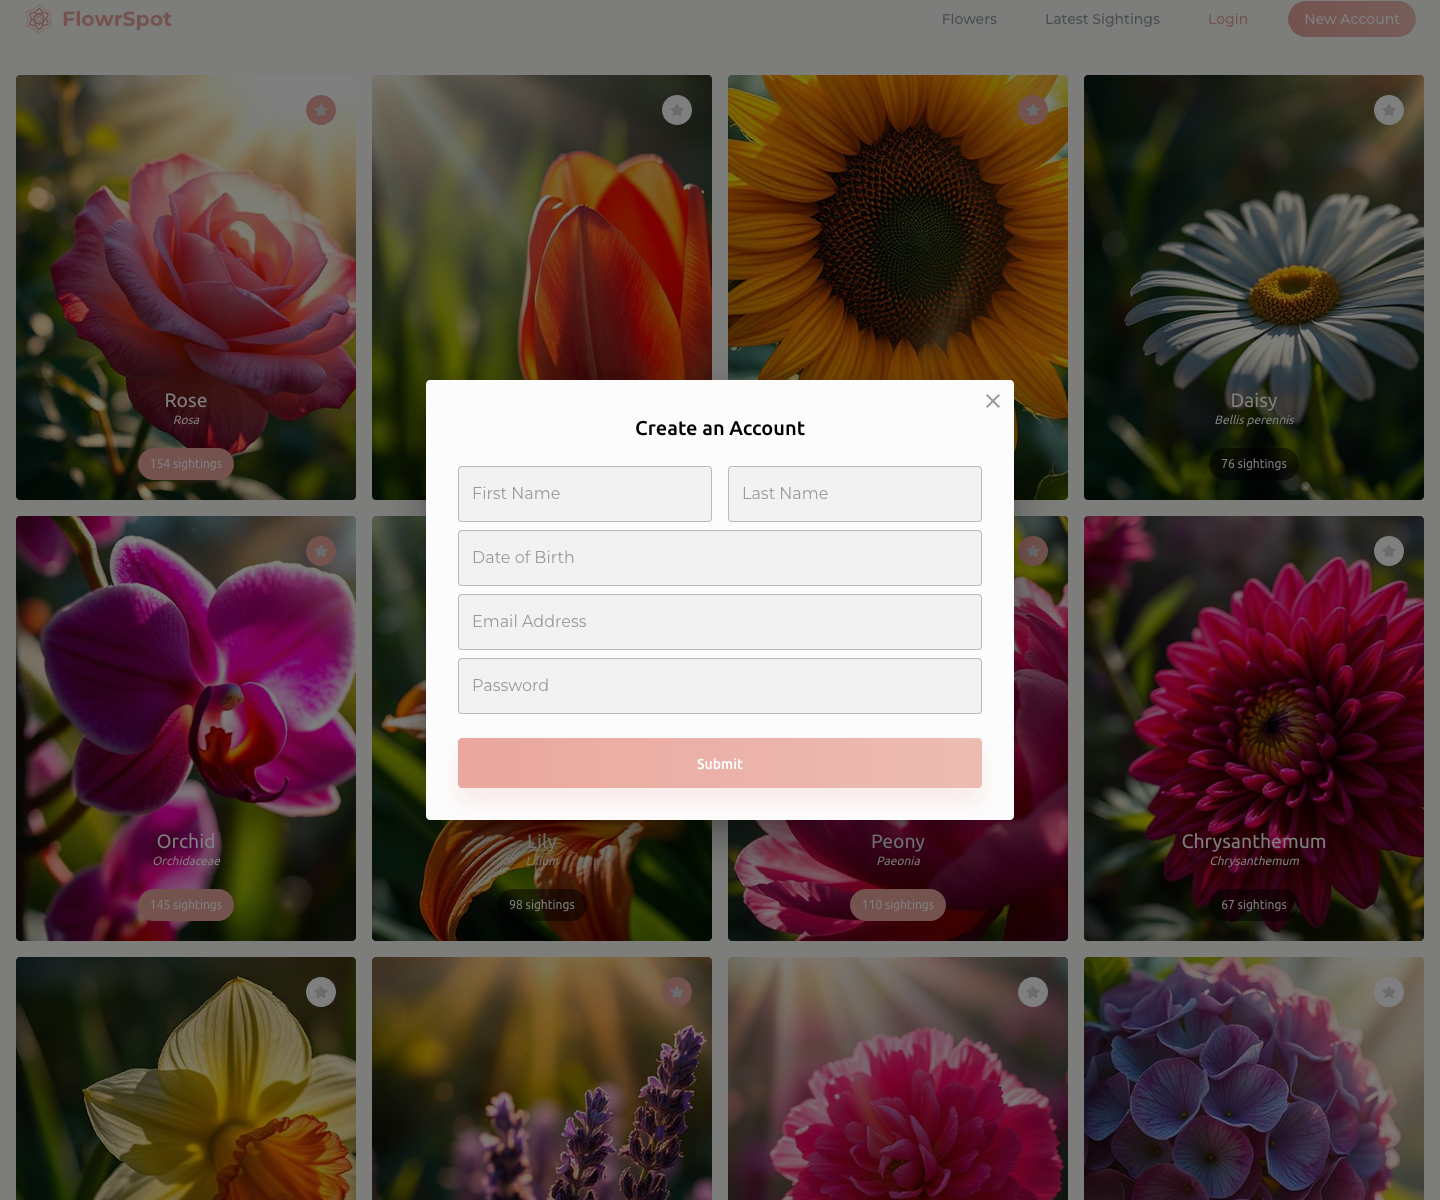 FlowrSpot
Flowers
Latest Sightings
Login
New Account
Rose
Rosa
154 sightings
Daisy
Bellis perennis
76 sightings
Create an Account
First Name
Last Name
Date of Birth
Email Address
Password
Submit
Orchid
Orchidaceae
145 sightings
Lily
Lilium
98 sightings
Peony
Paeonia
110 sightings
Chrysanthemum
Chrysanthemum
67 sightings